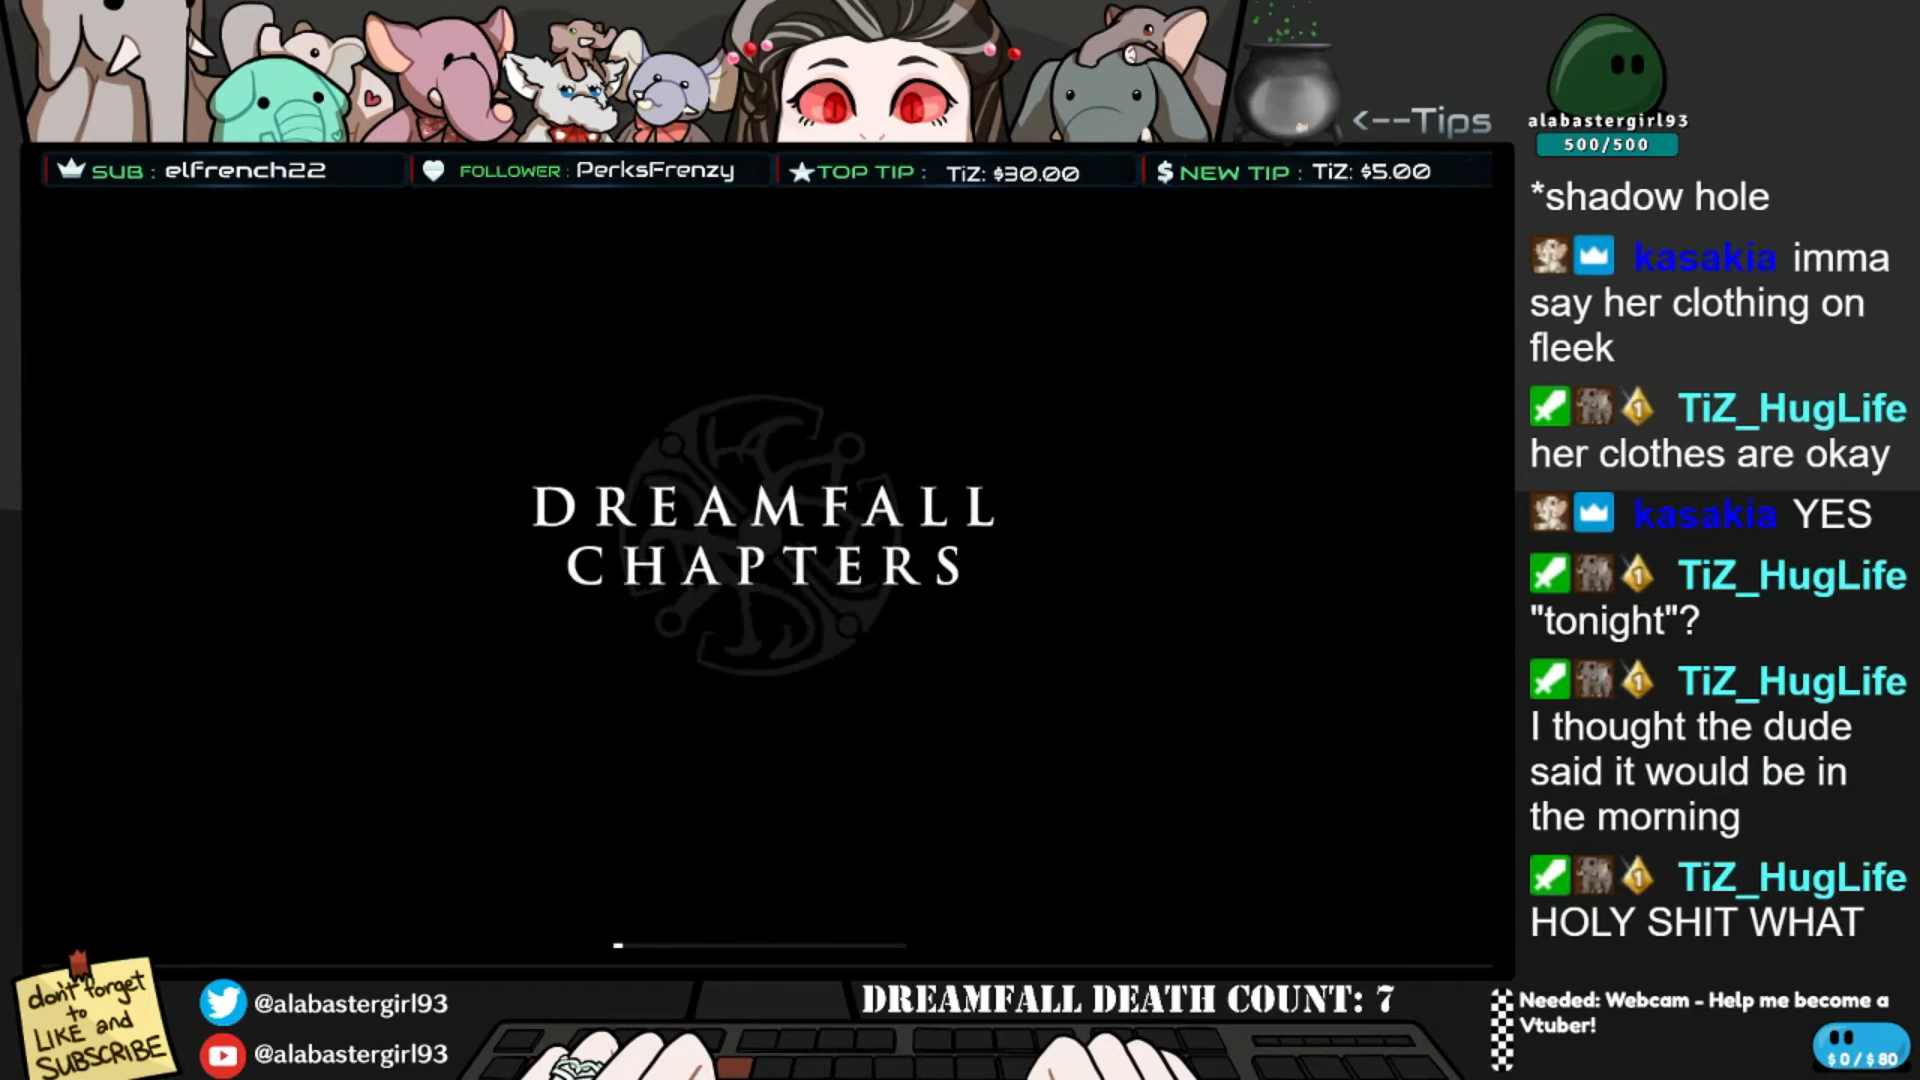 <--Tips
alabastergirl93
500/500
SUB : elfrench22
FOLLOWER : PerksFrenzy
TOP TIP : TiZ: $30.00
$ NEW TIP : TiZ: $5.00
*shadow hole
kasakia imma
say her clothing on
fleek
TiZ_HugLife
her clothes are okay
kasakia YES
TiZ_HugLife
"tonight"?
TiZ_HugLife
I thought the dude
said it would be in
the morning
TiZ_HugLife
HOLY SHIT WHAT
DREAMFALL
CHAPTERS
don't forget
to
LIKE and
SUBSCRIBE
@alabastergirl93
@alabastergirl93
DREAMFALL DEATH COUNT: 7
Needed: Webcam - Help me become a
Vtuber!
$0/$80